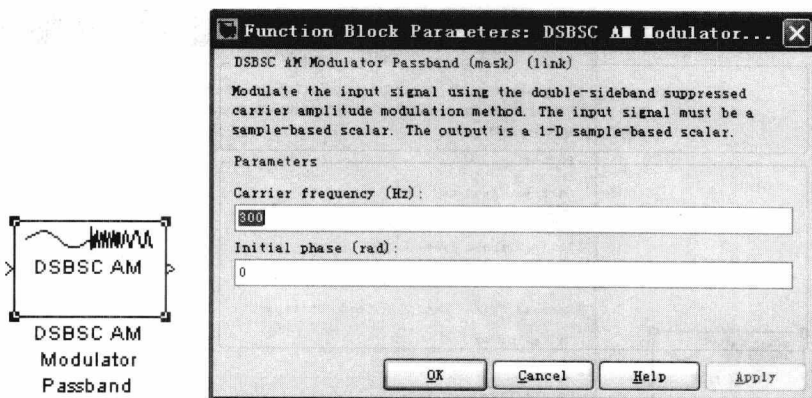 DSBSC AM
DSBSC AM
Modulator
Passband
Function Block Parameters: DSBSC AM Modulator...
DSBSC AM Modulator Passband (mask) (link)
Modulate the input signal using the double-sideband suppressed
carrier amplitude modulation method. The input signal must be a
sample-based scalar. The output is a 1-D sample-based scalar.
Parameters
Carrier frequency (Hz):
300
Initial phase (rad):
0
OK
Cancel
Help
Apply